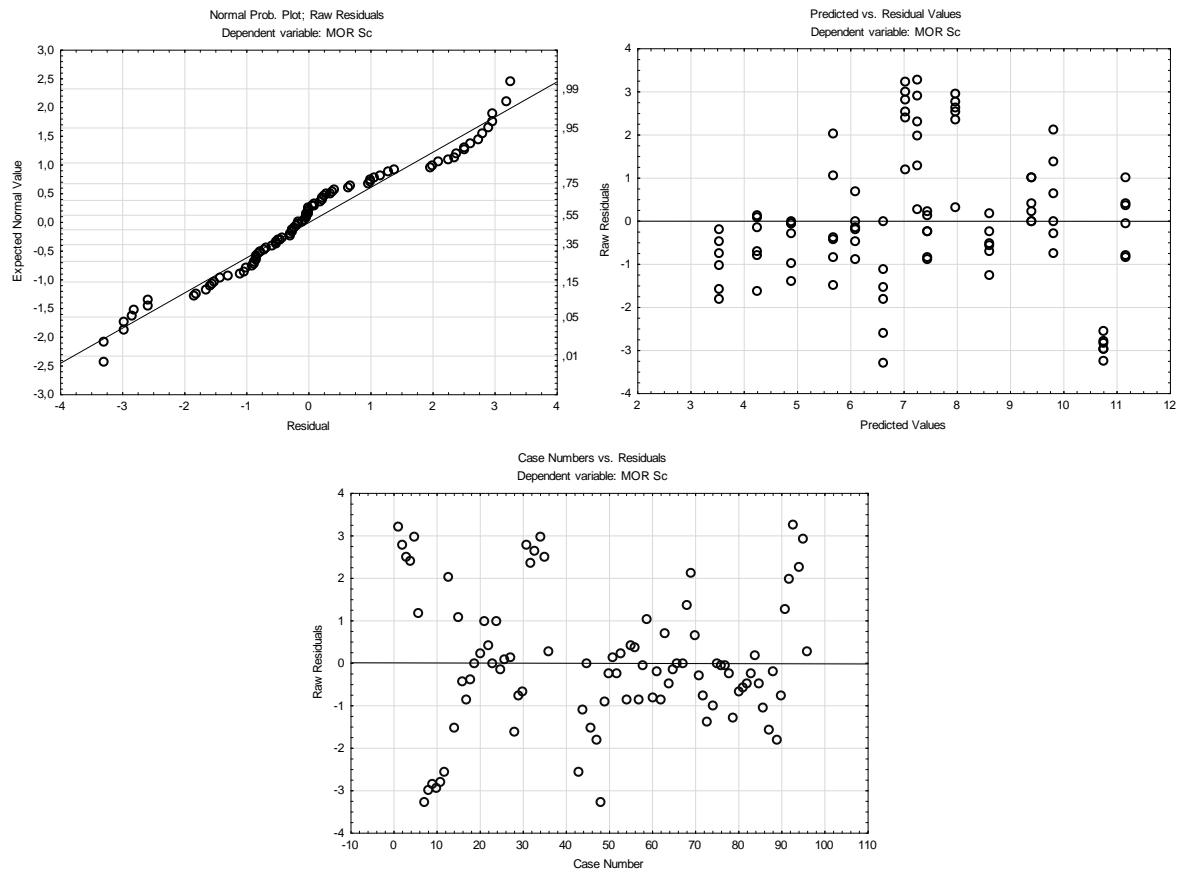 Normal Prob. Plot; Raw Residuals
Dependent variable: MOR Sc
3,0
2,5
2,0
1,5
1,0
0,5
0,0
-0,5
-1,0
-1,5
-2,0
-2,5
-3,0
Expected Normal Value
,99
,95
,75
,55
,35
,15
,05
,01
-4 -3 -2 -1 0 1 2 3 4
Residual
Predicted vs. Residual Values
Dependent variable: MOR Sc
4
3
2
1
0
-1
-2
-3
-4
Raw Residuals
2 3 4 5 6 7 8 9 10 11 12
Predicted Values
Case Numbers vs. Residuals
Dependent variable: MOR Sc
4
3
2
1
0
-1
-2
-3
-4
Raw Residuals
-10 0 10 20 30 40 50 60 70 80 90 100 110
Case Number